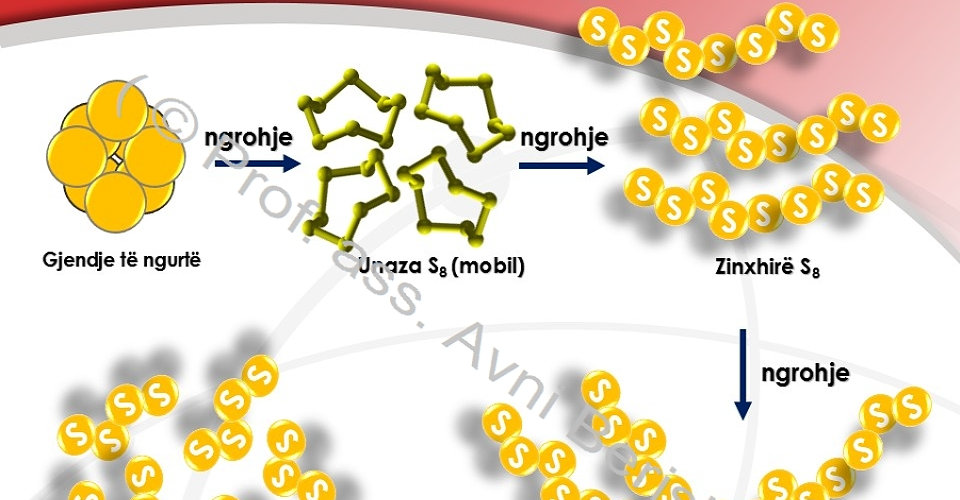 ngrohje
ngrohje
Gjendje të ngurtë
Unaza S₈ (mobil)
Zinxhirë S₈
ngrohje
(© Prof. ass. Avni
S S S S S S S S
S S S S S S S S
S S S S S S S S